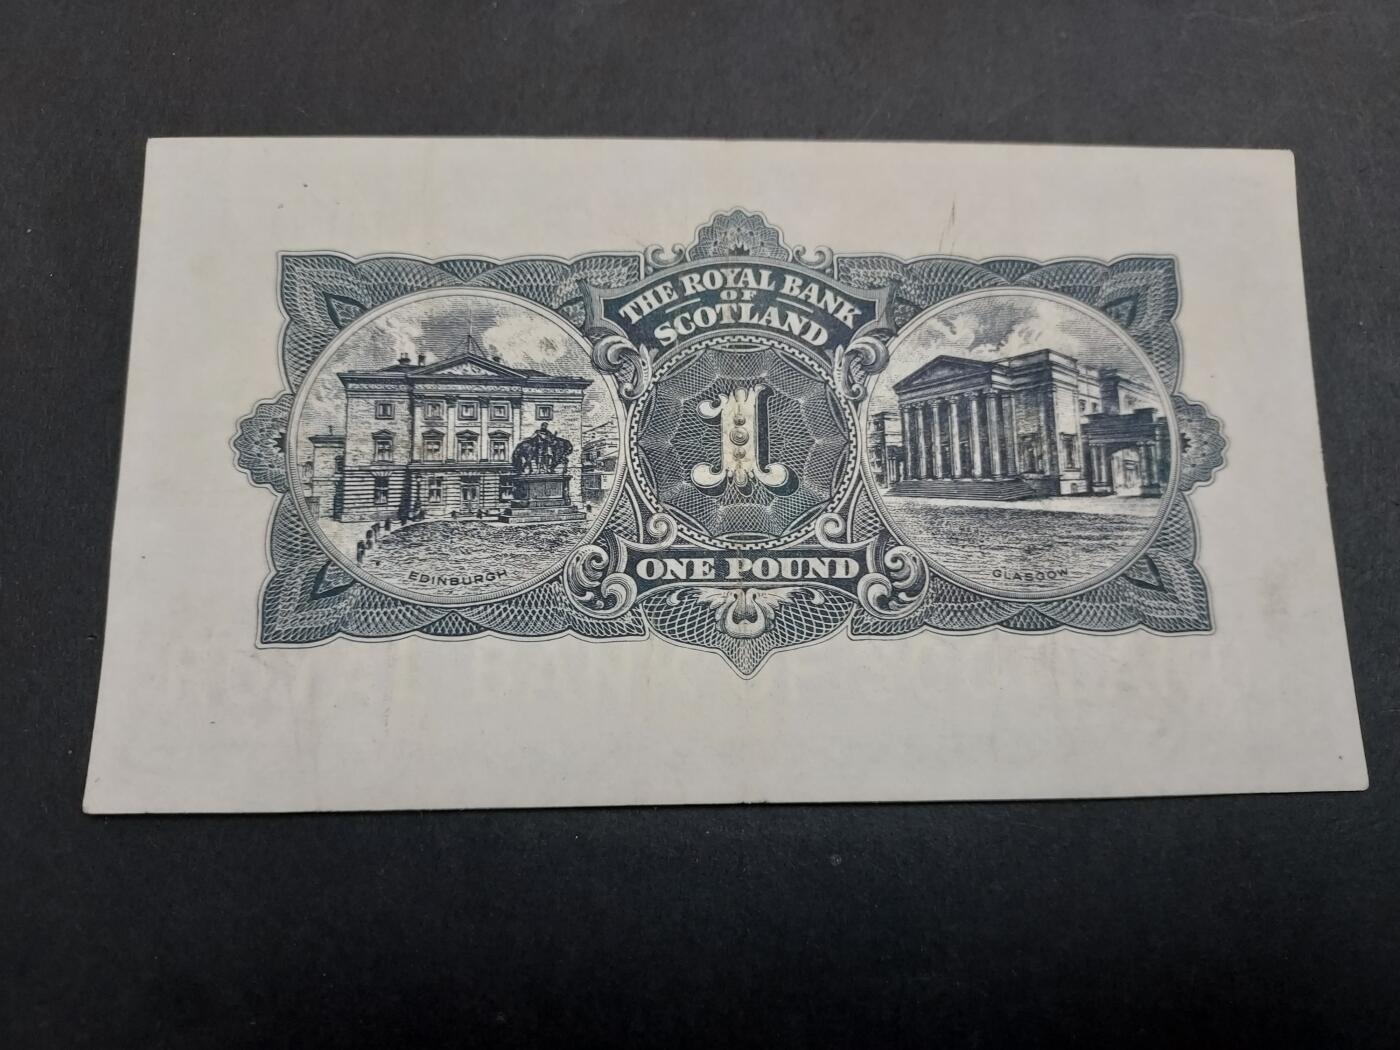 THE ROYAL BANK
OF
SCOTLAND
1
EDINBURGH
ONE POUND
GLASGOW